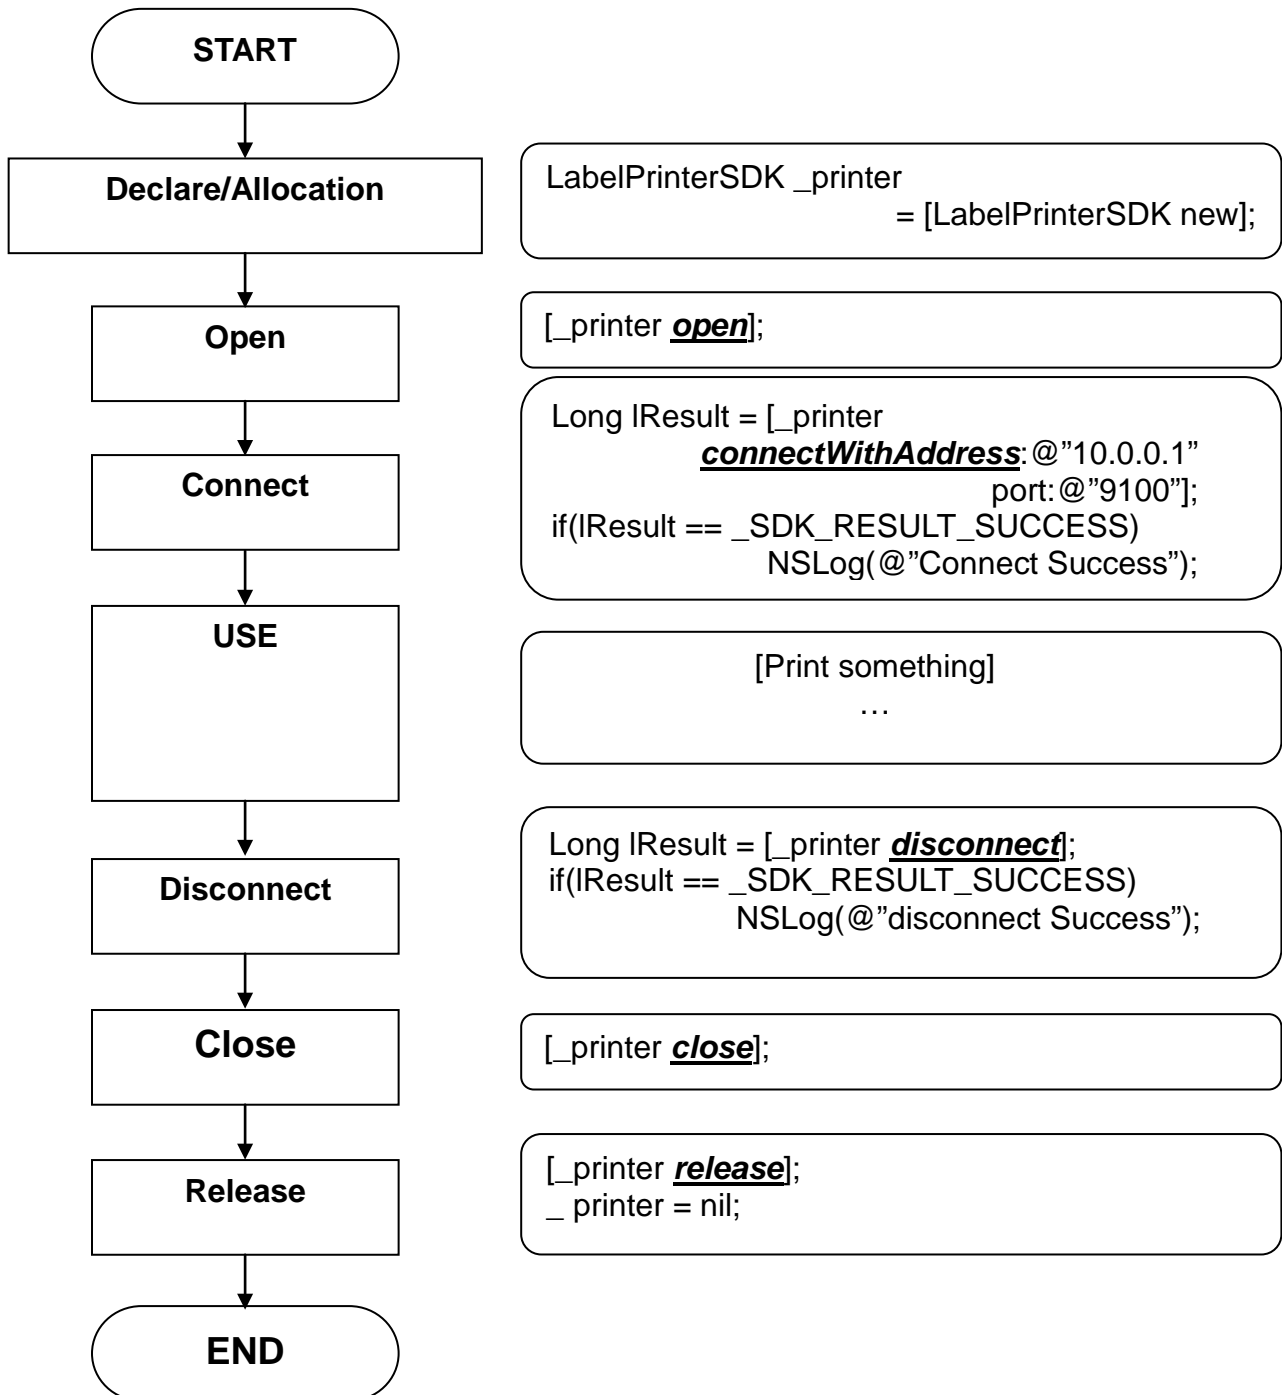 START
Declare/Allocation
LabelPrinterSDK _printer
= [LabelPrinterSDK new];
Open
[_printer open];
Connect
Long lResult = [_printer
connectWithAddress:@”10.0.0.1”
port:@”9100”];
if(lResult == _SDK_RESULT_SUCCESS)
NSLog(@”Connect Success”);
USE
[Print something]
…
Disconnect
Long lResult = [_printer disconnect];
if(lResult == _SDK_RESULT_SUCCESS)
NSLog(@”disconnect Success”);
Close
[_printer close];
Release
[_printer release];
_ printer = nil;
END